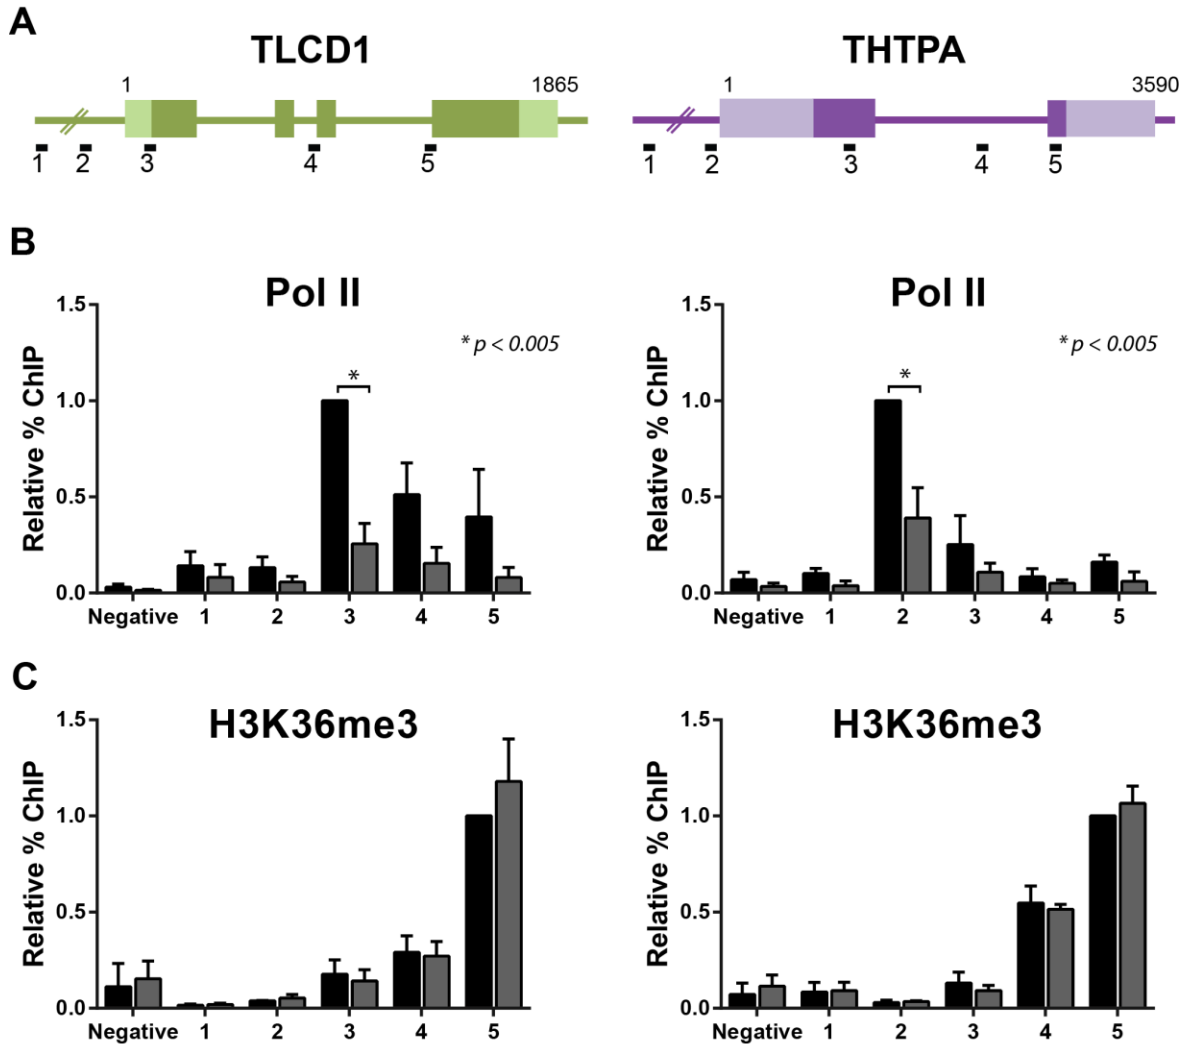 A
TLCD1
THTPA
1
1865
1
3590
1 2 3 4 5
1 2 3 4 5
B
Pol II
Pol II
1.5
1.0
0.5
0.0
Relative % ChIP
* p < 0.005
*
Negative 1 2 3 4 5
1.5
1.0
0.5
0.0
Relative % ChIP
* p < 0.005
*
Negative 1 2 3 4 5
C
H3K36me3
H3K36me3
1.5
1.0
0.5
0.0
Relative % ChIP
Negative 1 2 3 4 5
1.5
1.0
0.5
0.0
Relative % ChIP
Negative 1 2 3 4 5